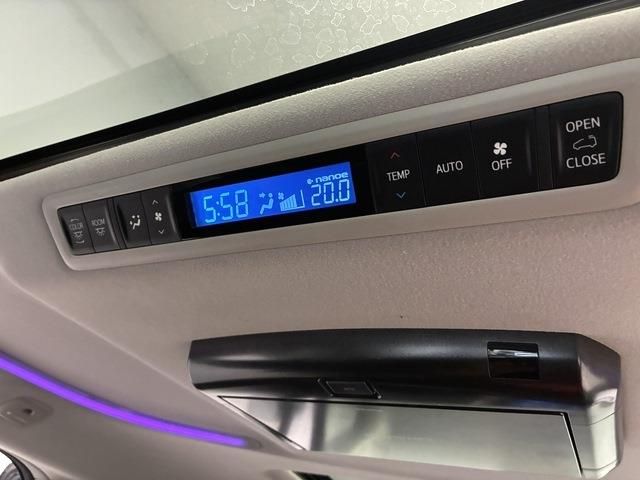 COLOR
ROOM
5:58
nanoe
20.0
TEMP
AUTO
OFF
OPEN
CLOSE